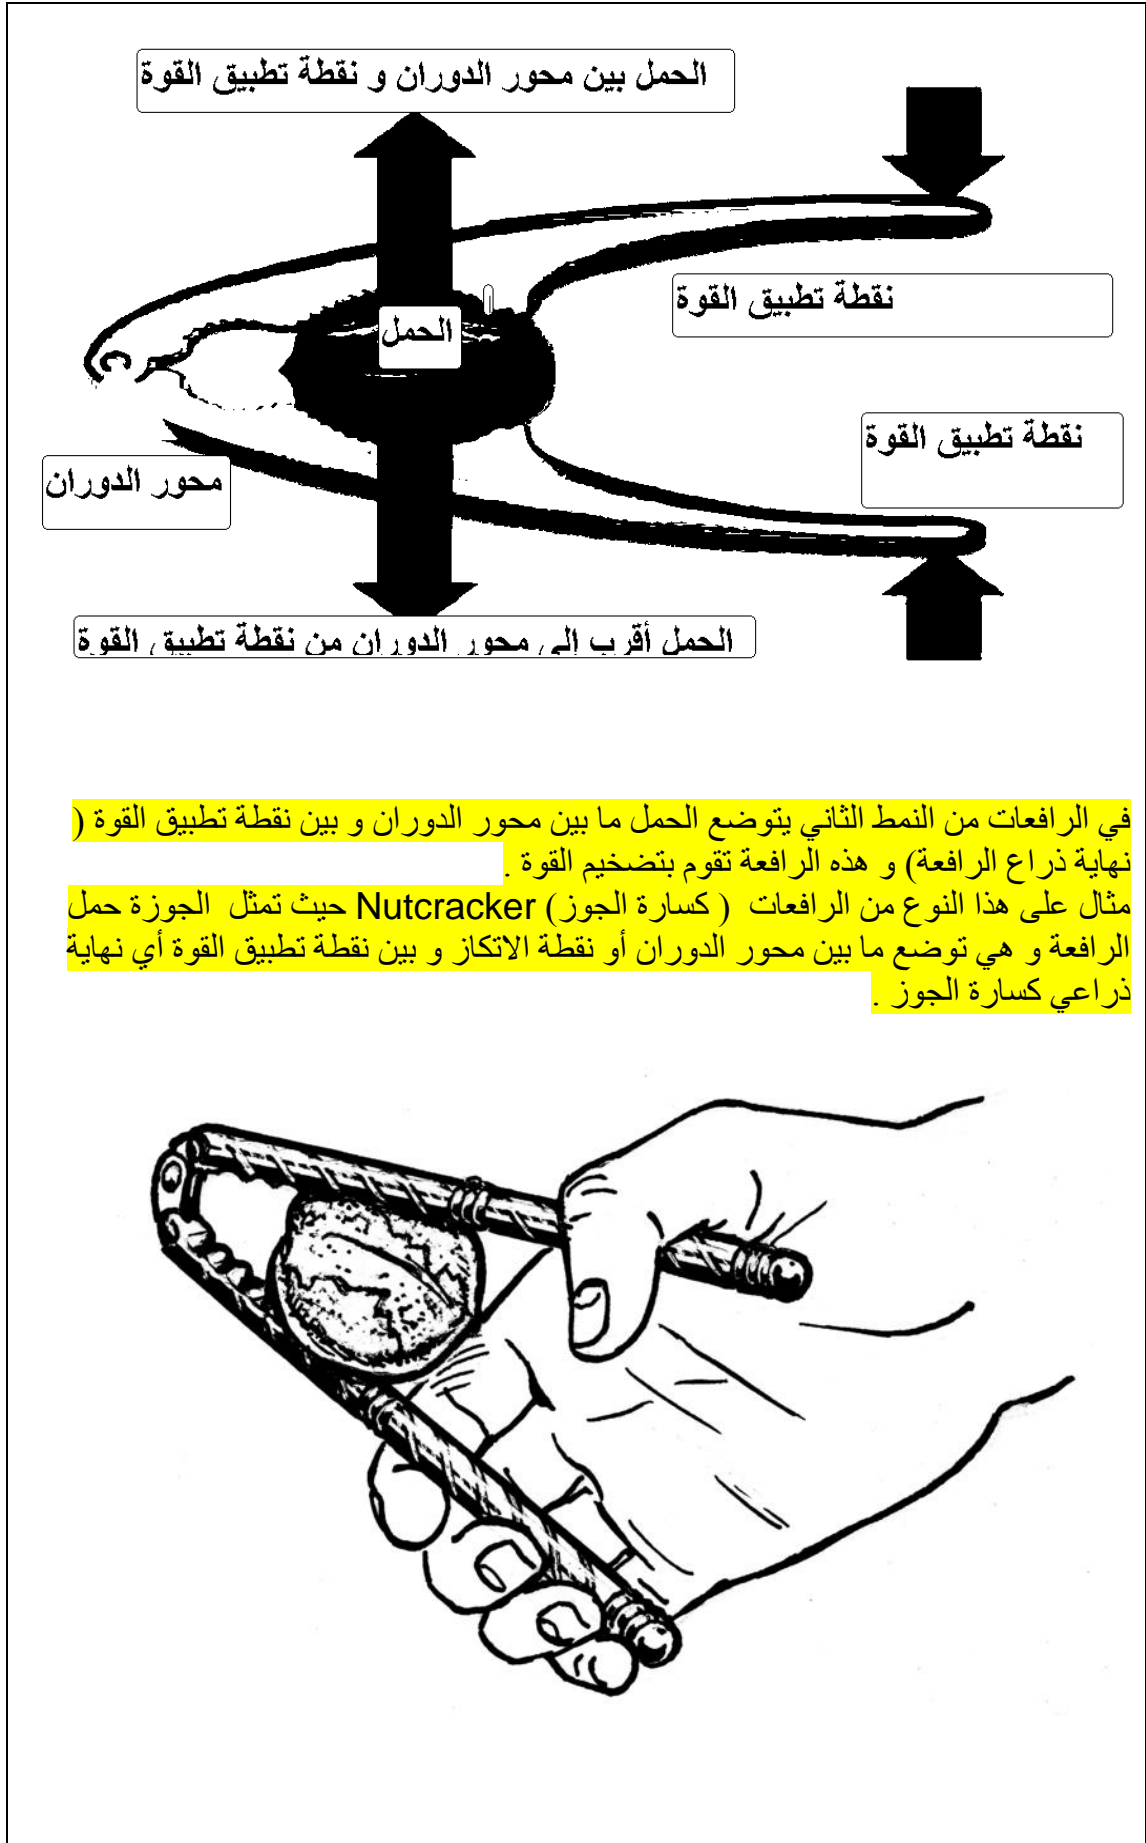 الحمل بين محور الدوران و نقطة تطبيق القوة
نقطة تطبيق القوة
الحمل
نقطة تطبيق القوة
محور الدوران
الحمل أقرب إلى محور الدوران من نقطة تطبيق القوة
في الرافعات من النمط الثاني يتوضع الحمل ما بين محور الدوران و بين نقطة تطبيق القوة (
نهاية ذراع الرافعة) و هذه الرافعة تقوم بتضخيم القوة .
مثال على هذا النوع من الرافعات ( كسارة الجوز) Nutcracker حيث تمثل الجوزة حمل
الرافعة و هي توضع ما بين محور الدوران أو نقطة الاتكاز و بين نقطة تطبيق القوة أي نهاية
ذراعي كسارة الجوز .